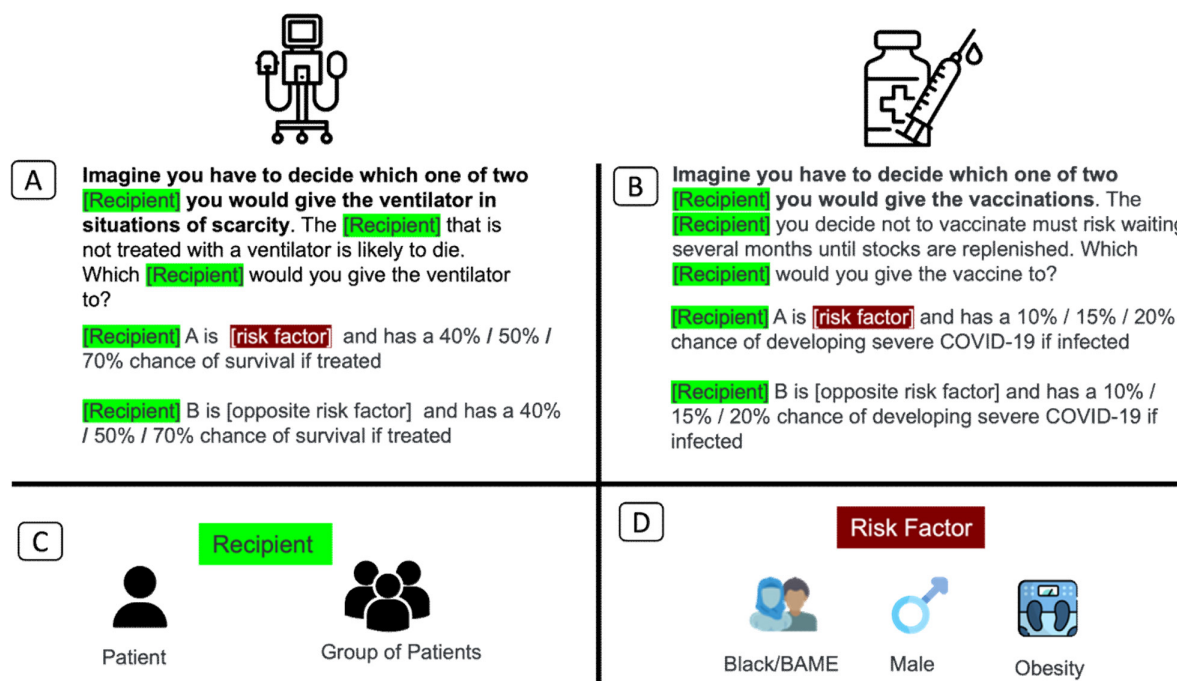 A
Imagine you have to decide which one of two
[Recipient] you would give the ventilator in
situations of scarcity. The [Recipient] that is
not treated with a ventilator is likely to die.
Which [Recipient] would you give the ventilator
to?
[Recipient] A is [risk factor] and has a 40% / 50% /
70% chance of survival if treated
[Recipient] B is [opposite risk factor] and has a 40%
/ 50% / 70% chance of survival if treated
B
Imagine you have to decide which one of two
[Recipient] you would give the vaccinations. The
[Recipient] you decide not to vaccinate must risk waiting
several months until stocks are replenished. Which
[Recipient] would you give the vaccine to?
[Recipient] A is [risk factor] and has a 10% / 15% / 20%
chance of developing severe COVID-19 if infected
[Recipient] B is [opposite risk factor] and has a 10% /
15% / 20% chance of developing severe COVID-19 if
infected
C
Recipient
Patient
Group of Patients
D
Risk Factor
Black/BAME
Male
Obesity